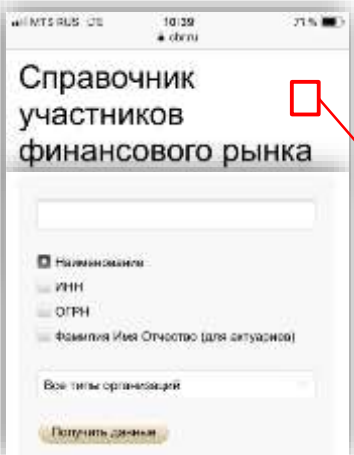 MTS RUS LTE 10:39 71 %
cbr.ru
Справочник
участников
финансового рынка
Наименование
ИНН
ОГРН
Фамилия Имя Отчество (для актуариев)
Все типы организаций
Получить данные